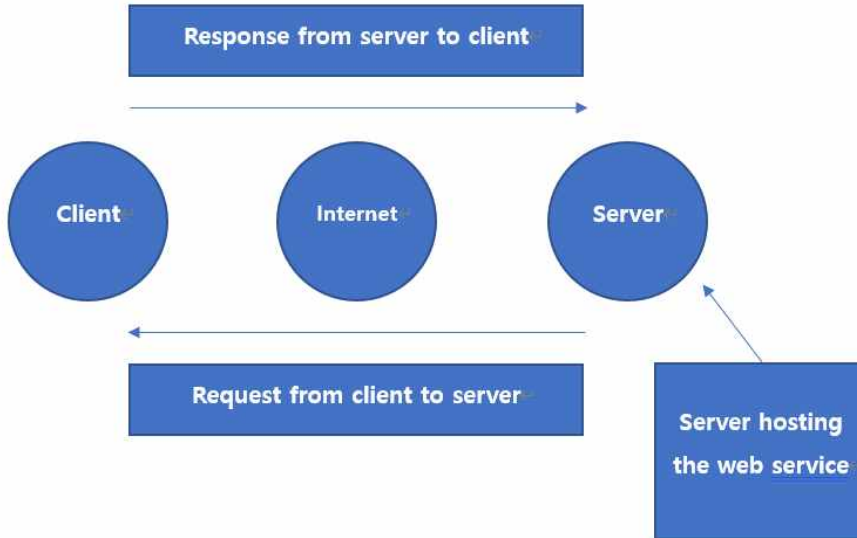 Response from server to client
Client
Internet
Server
Request from client to server
Server hosting
the web service